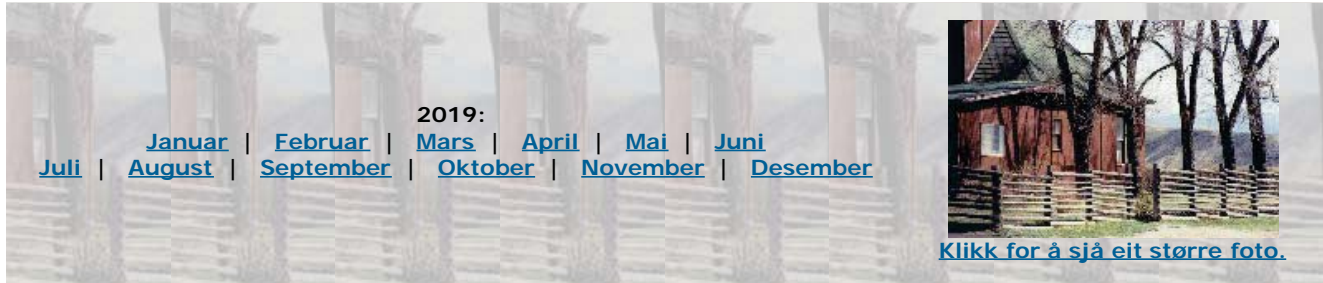 2019:
Januar | Februar | Mars | April | Mai | Juni
Juli | August | September | Oktober | November | Desember
Klikk for å sjå eit større foto.